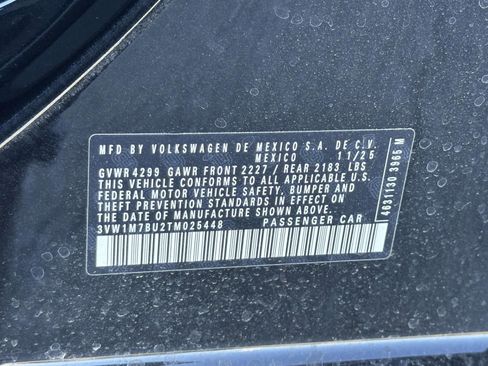 MFD BY VOLKSWAGEN DE MEXICO S.A. DE C.V.
MEXICO 11/25
GVWR 4299 GAWR FRONT 2227 / REAR 2183 LBS
THIS VEHICLE CONFORMS TO ALL APPLICABLE U.S.
FEDERAL MOTOR VEHICLE SAFETY, BUMPER AND
THEFT PREVENTION STANDARDS IN EFFECT ON
THE DATE OF MANUFACTURE SHOWN ABOVE.
3VW1M7BU2TM025448 PASSENGER CAR
4631130 3965 M